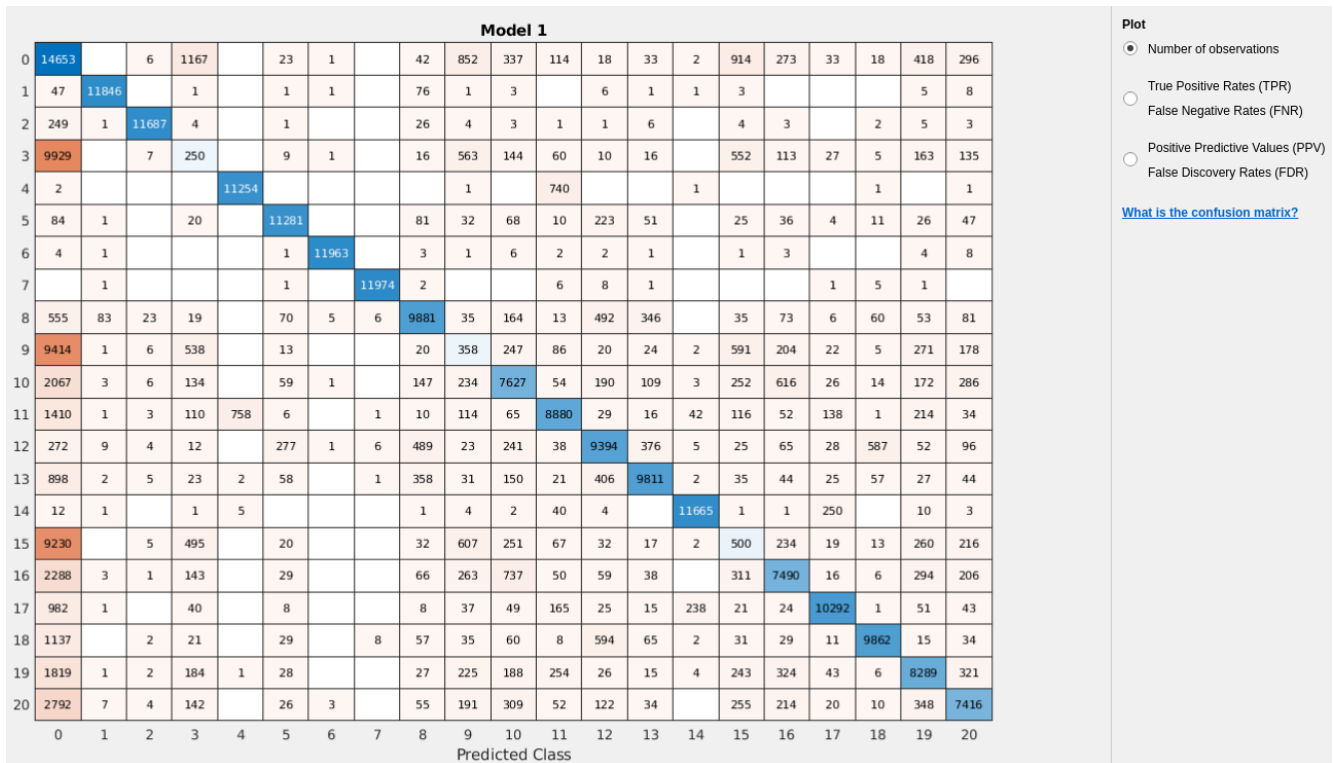 Model 1
0 14653 6 1167 23 1 42 852 337 114 18 33 2 914 273 33 18 418 296
1 47 11846 1 1 1 76 1 3 6 1 1 3 5 8
2 249 1 11687 4 1 26 4 3 1 1 6 4 3 2 5 3
3 9929 7 250 9 1 16 563 144 60 10 16 552 113 27 5 163 135
4 2 11254 1 740 1 1 1
5 84 1 20 11281 81 32 68 10 223 51 25 36 4 11 26 47
6 4 1 1 11963 3 1 6 2 2 1 1 3 4 8
7 1 1 11974 2 6 8 1 1 5 1
8 555 83 23 19 70 5 6 9881 35 164 13 492 346 35 73 6 60 53 81
9 9414 1 6 538 13 20 358 247 86 20 24 2 591 204 22 5 271 178
10 2067 3 6 134 59 1 147 234 7627 54 190 109 3 252 616 26 14 172 286
11 1410 1 3 110 758 6 1 10 114 65 8880 29 16 42 116 52 138 1 214 34
12 272 9 4 12 277 1 6 489 23 241 38 9394 376 5 25 65 28 587 52 96
13 898 2 5 23 2 58 1 358 31 150 21 406 9811 2 35 44 25 57 27 44
14 12 1 1 5 1 4 2 40 4 11665 1 1 250 10 3
15 9230 5 495 20 32 607 251 67 32 17 2 500 234 19 13 260 216
16 2288 3 1 143 29 66 263 737 50 59 38 311 7490 16 6 294 206
17 982 1 40 8 8 37 49 165 25 15 238 21 24 10292 1 51 43
18 1137 2 21 29 8 57 35 60 8 594 65 2 31 29 11 9862 15 34
19 1819 1 2 184 1 28 27 225 188 254 26 15 4 243 324 43 6 8289 321
20 2792 7 4 142 26 3 55 191 309 52 122 34 255 214 20 10 348 7416
0 1 2 3 4 5 6 7 8 9 10 11 12 13 14 15 16 17 18 19 20
Predicted Class
Plot
Number of observations
True Positive Rates (TPR)
False Negative Rates (FNR)
Positive Predictive Values (PPV)
False Discovery Rates (FDR)
What is the confusion matrix?